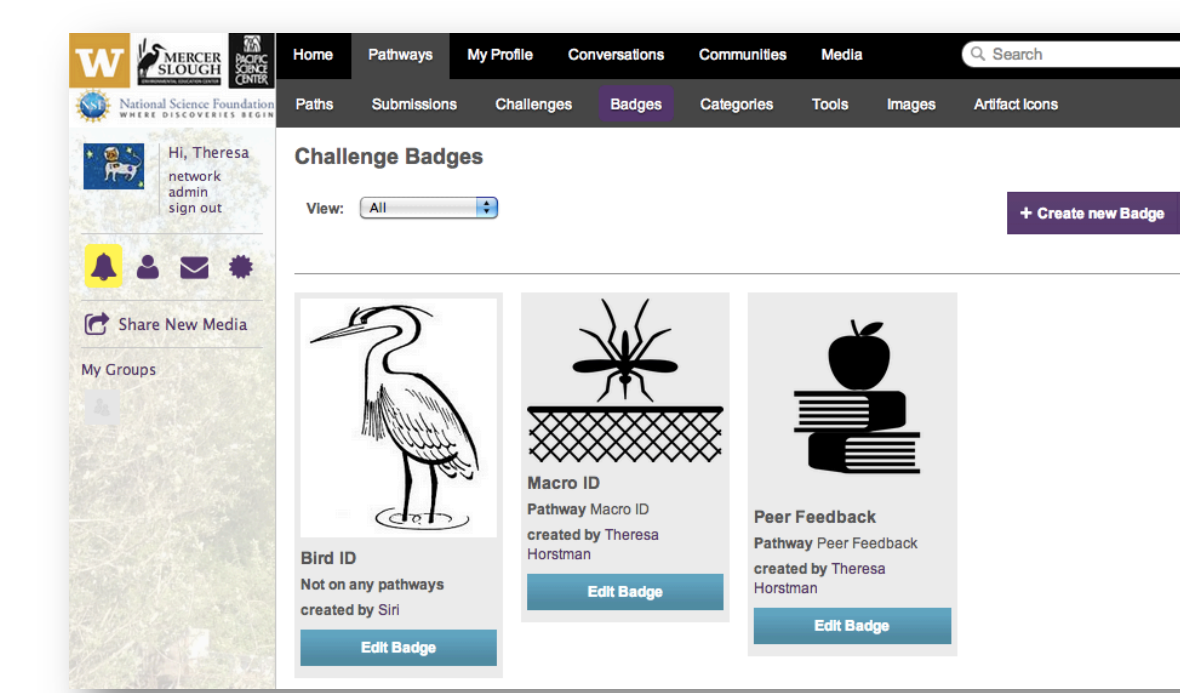 W
MERCER
SLOUGH
ENVIRONMENTAL EDUCATION CENTER
PACIFIC
SCIENCE
CENTER
NSF
National Science Foundation
WHERE DISCOVERIES BEGIN
Home Pathways My Profile Conversations Communities Media Search
Paths Submissions Challenges Badges Categories Tools Images Artifact Icons
Hi, Theresa
network
admin
sign out
Share New Media
My Groups
Challenge Badges
View: All
+ Create new Badge
Bird ID
Not on any pathways
created by Siri
Edit Badge
Macro ID
Pathway Macro ID
created by Theresa
Horstman
Edit Badge
Peer Feedback
Pathway Peer Feedback
created by Theresa
Horstman
Edit Badge